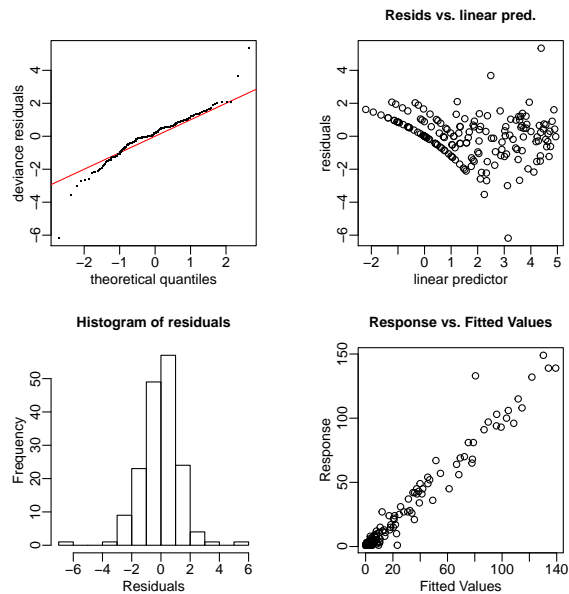 Resids vs. linear pred.
deviance residuals
−6 −4 −2 0 2 4
−2 −1 0 1 2
theoretical quantiles
residuals
−6 −4 −2 0 2 4
−2 0 1 2 3 4 5
linear predictor
Histogram of residuals
Frequency
0 10 20 30 40 50
−6 −4 −2 0 2 4 6
Residuals
Response vs. Fitted Values
Response
0 50 100 150
0 20 60 100 140
Fitted Values